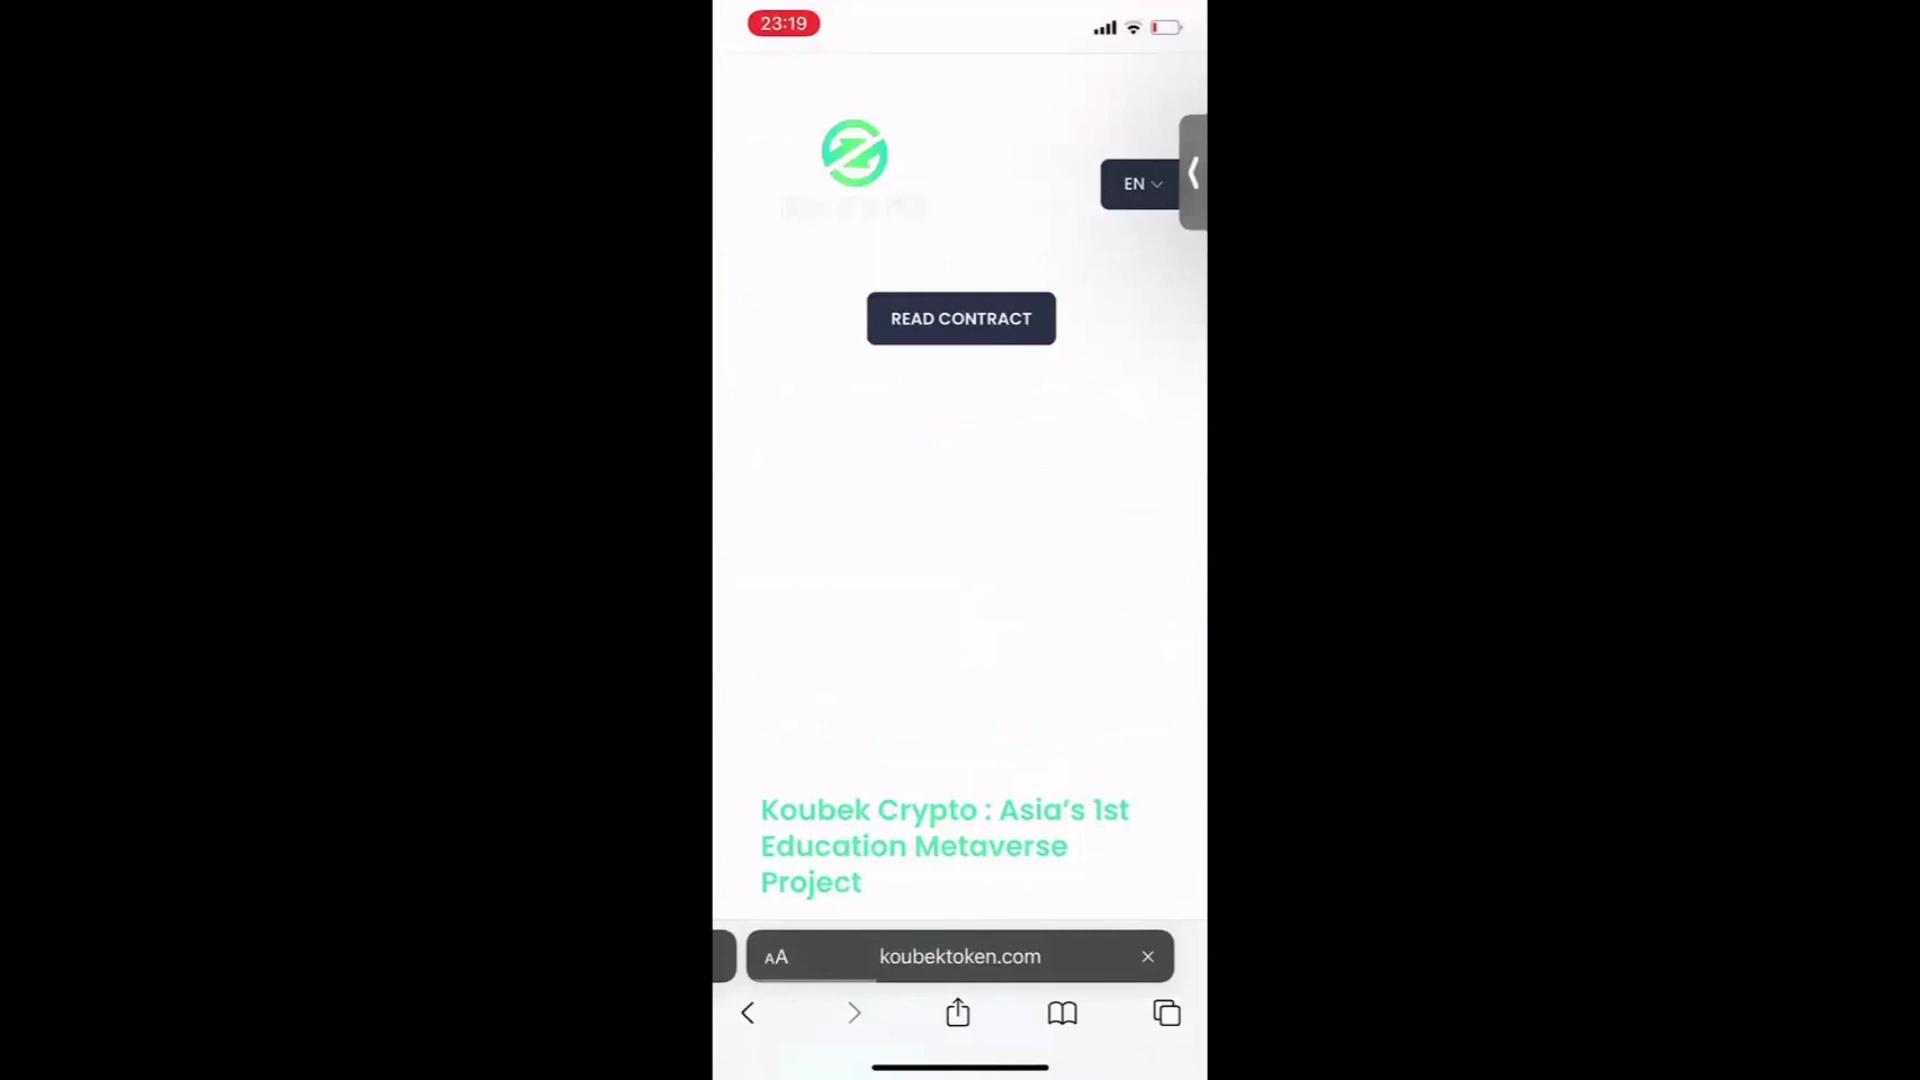 23:19
EN
READ CONTRACT
Koubek Crypto : Asia’s 1st
Education Metaverse
Project
AA
koubektoken.com